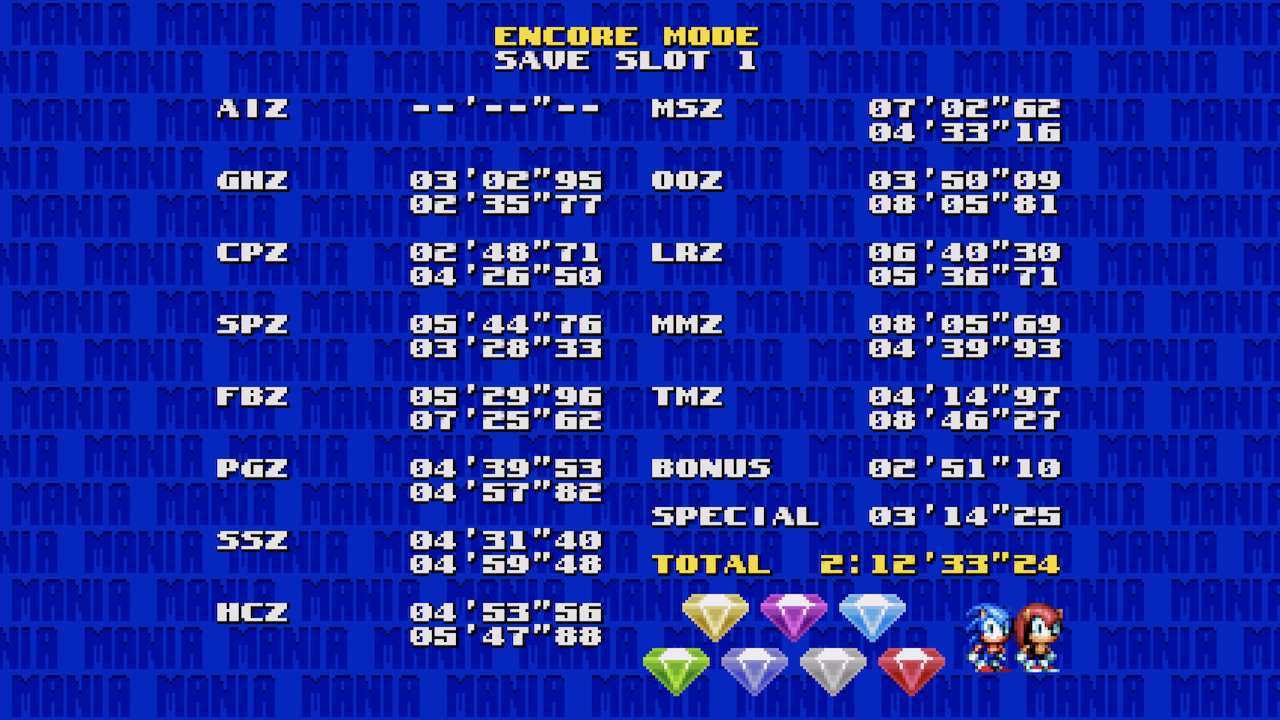 ENCORE MODE
SAVE SLOT 1
AIZ --'--"--
GHZ 03'02"95
02'35"77
CPZ 02'48"71
04'26"50
SPZ 05'44"76
03'28"33
FBZ 05'29"96
07'25"62
PGZ 04'39"53
04'57"82
SSZ 04'31"40
04'59"48
HCZ 04'53"56
05'47"88
MSZ 07'02"62
04'33"16
OOZ 03'50"09
08'05"81
LRZ 06'40"30
05'36"71
MMZ 08'05"69
04'39"93
TMZ 04'14"97
08'46"27
BONUS 02'51"10
SPECIAL 03'14"25
TOTAL 2:12'33"24
MANIA